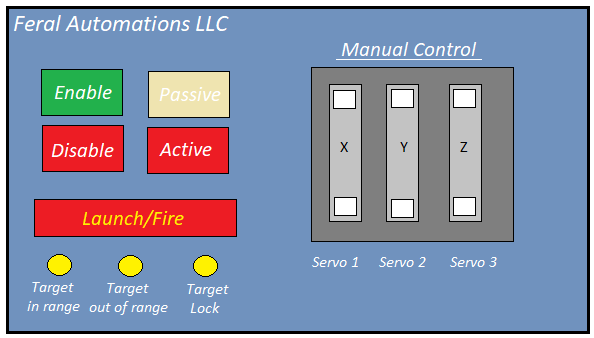 Feral Automations LLC
Manual Control
Enable
Passive
Disable
Active
Launch/Fire
X
Y
Z
Servo 1
Servo 2
Servo 3
Target
in range
Target
out of range
Target
Lock